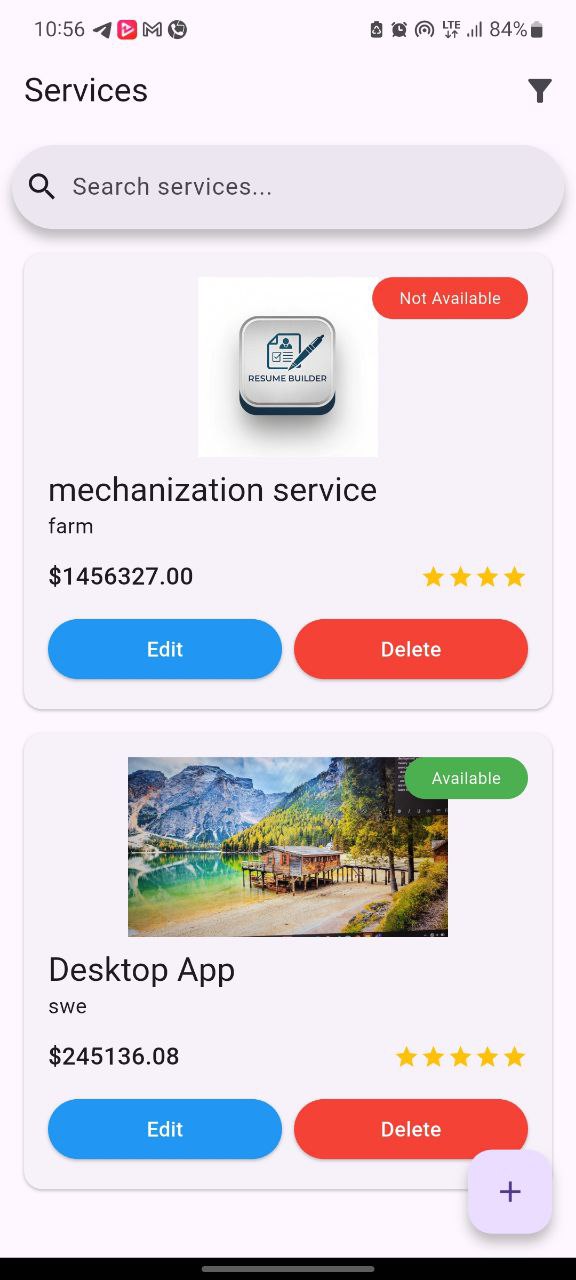 10:56
LTE
84%
Services
Search services...
Not Available
RESUME BUILDER
mechanization service
farm
$1456327.00
Edit
Delete
Available
Desktop App
swe
$245136.08
Edit
Delete
+